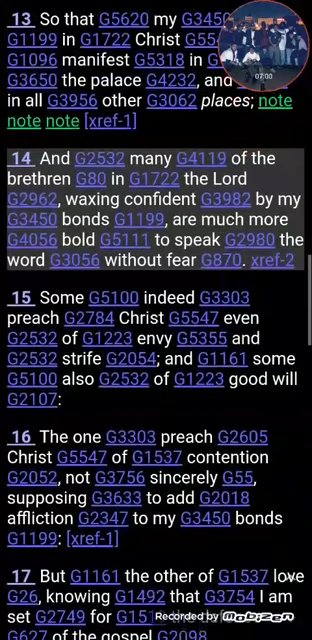 13 So that G5620 my G3450
G1199 in G1722 Christ
G1096 manifest G5318 in
G3650 the palace G4232, and
in all G3956 other G3062 places; note
note note [xref-1]
07:00
14 And G2532 many G4119 of the
brethren G80 in G1722 the Lord
G2962, waxing confident G3982 by my
G3450 bonds G1199, are much more
G4056 bold G5111 to speak G2980 the
word G3056 without fear G870. xref-2
15 Some G5100 indeed G3303
preach G2784 Christ G5547 even
G2532 of G1223 envy G5355 and
G2532 strife G2054; and G1161 some
G5100 also G2532 of G1223 good will
G2107:
16 The one G3303 preach G2605
Christ G5547 of G1537 contention
G2052, not G3756 sincerely G55,
supposing G3633 to add G2018
affliction G2347 to my G3450 bonds
G1199: [xref-1]
17 But G1161 the other of G1537 love
G26, knowing G1492 that G3754 I am
set G2749 for
Recorded by mobizen
G627 of the gospel G2098